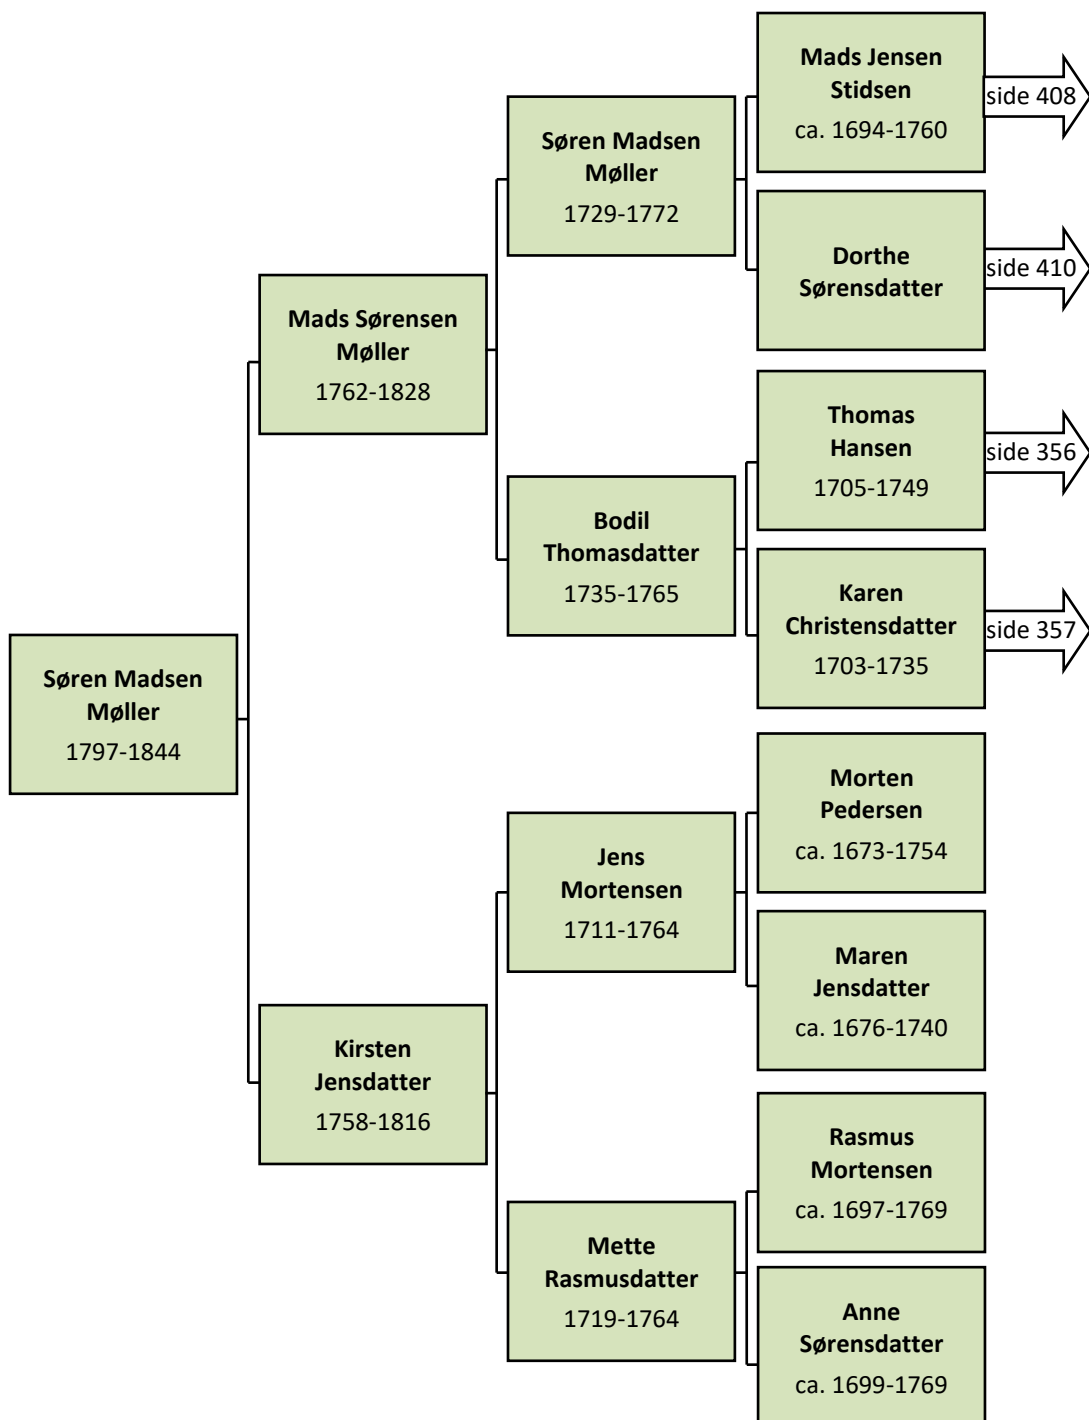 Mads Jensen
Stidsen
ca. 1694-1760
side 408
Søren Madsen
Møller
1729-1772
Dorthe
Sørensdatter
side 410
Mads Sørensen
Møller
1762-1828
Thomas
Hansen
1705-1749
side 356
Bodil
Thomasdatter
1735-1765
Karen
Christensdatter
1703-1735
side 357
Søren Madsen
Møller
1797-1844
Morten
Pedersen
ca. 1673-1754
Jens
Mortensen
1711-1764
Maren
Jensdatter
ca. 1676-1740
Kirsten
Jensdatter
1758-1816
Rasmus
Mortensen
ca. 1697-1769
Mette
Rasmusdatter
1719-1764
Anne
Sørensdatter
ca. 1699-1769